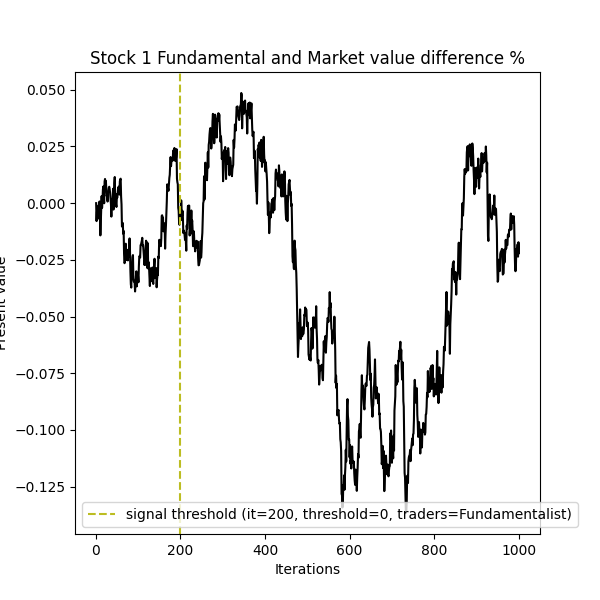 Stock 1 Fundamental and Market value difference %
0.050
0.025
0.000
−0.025
−0.050
−0.075
−0.100
−0.125
Present value
signal threshold (it=200, threshold=0, traders=Fundamentalist)
0 200 400 600 800 1000
Iterations